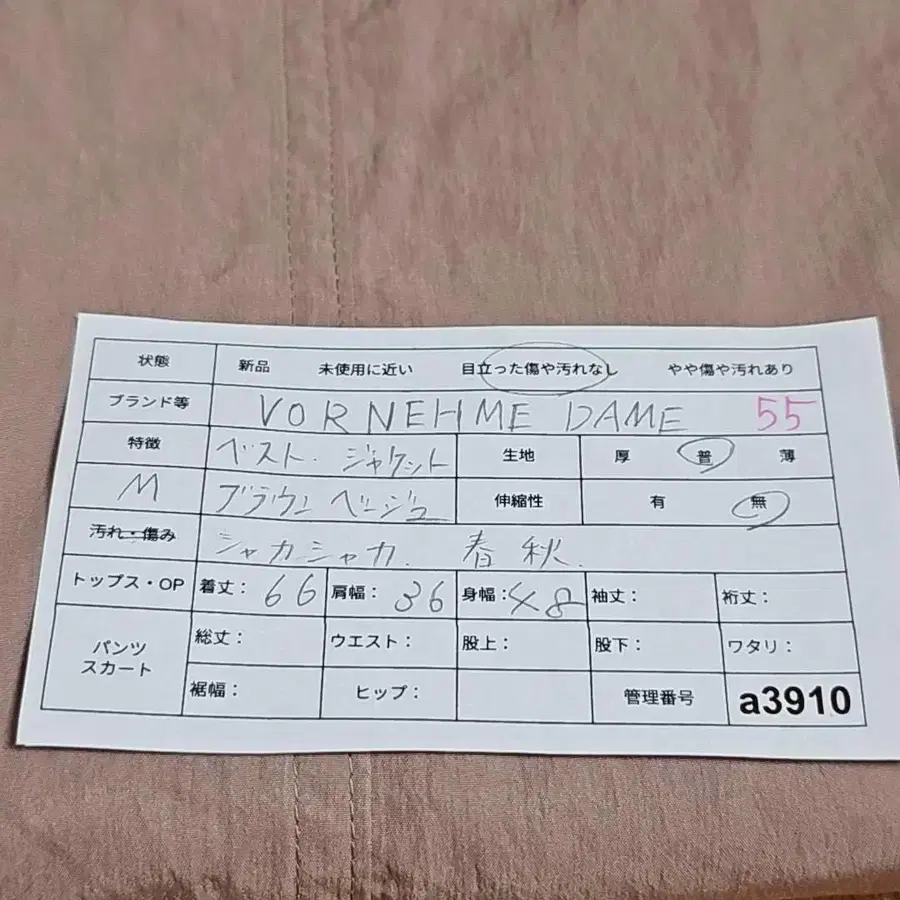 状態 新品 未使用に近い 目立った傷や汚れなし やや傷や汚れあり
ブランド等 VORNEHME DAME 55
特徴 ベスト. ジャケット 生地 厚 普 薄
M ブラウンベージュ 伸縮性 有 無
汚れ・傷み シャカシャカ. 春秋.
トップス・OP 着丈：66 肩幅：36 身幅：48 袖丈： 裄丈：
パンツ スカート 総丈： ウエスト： 股上： 股下： ワタリ：
裾幅： ヒップ： 管理番号 a3910